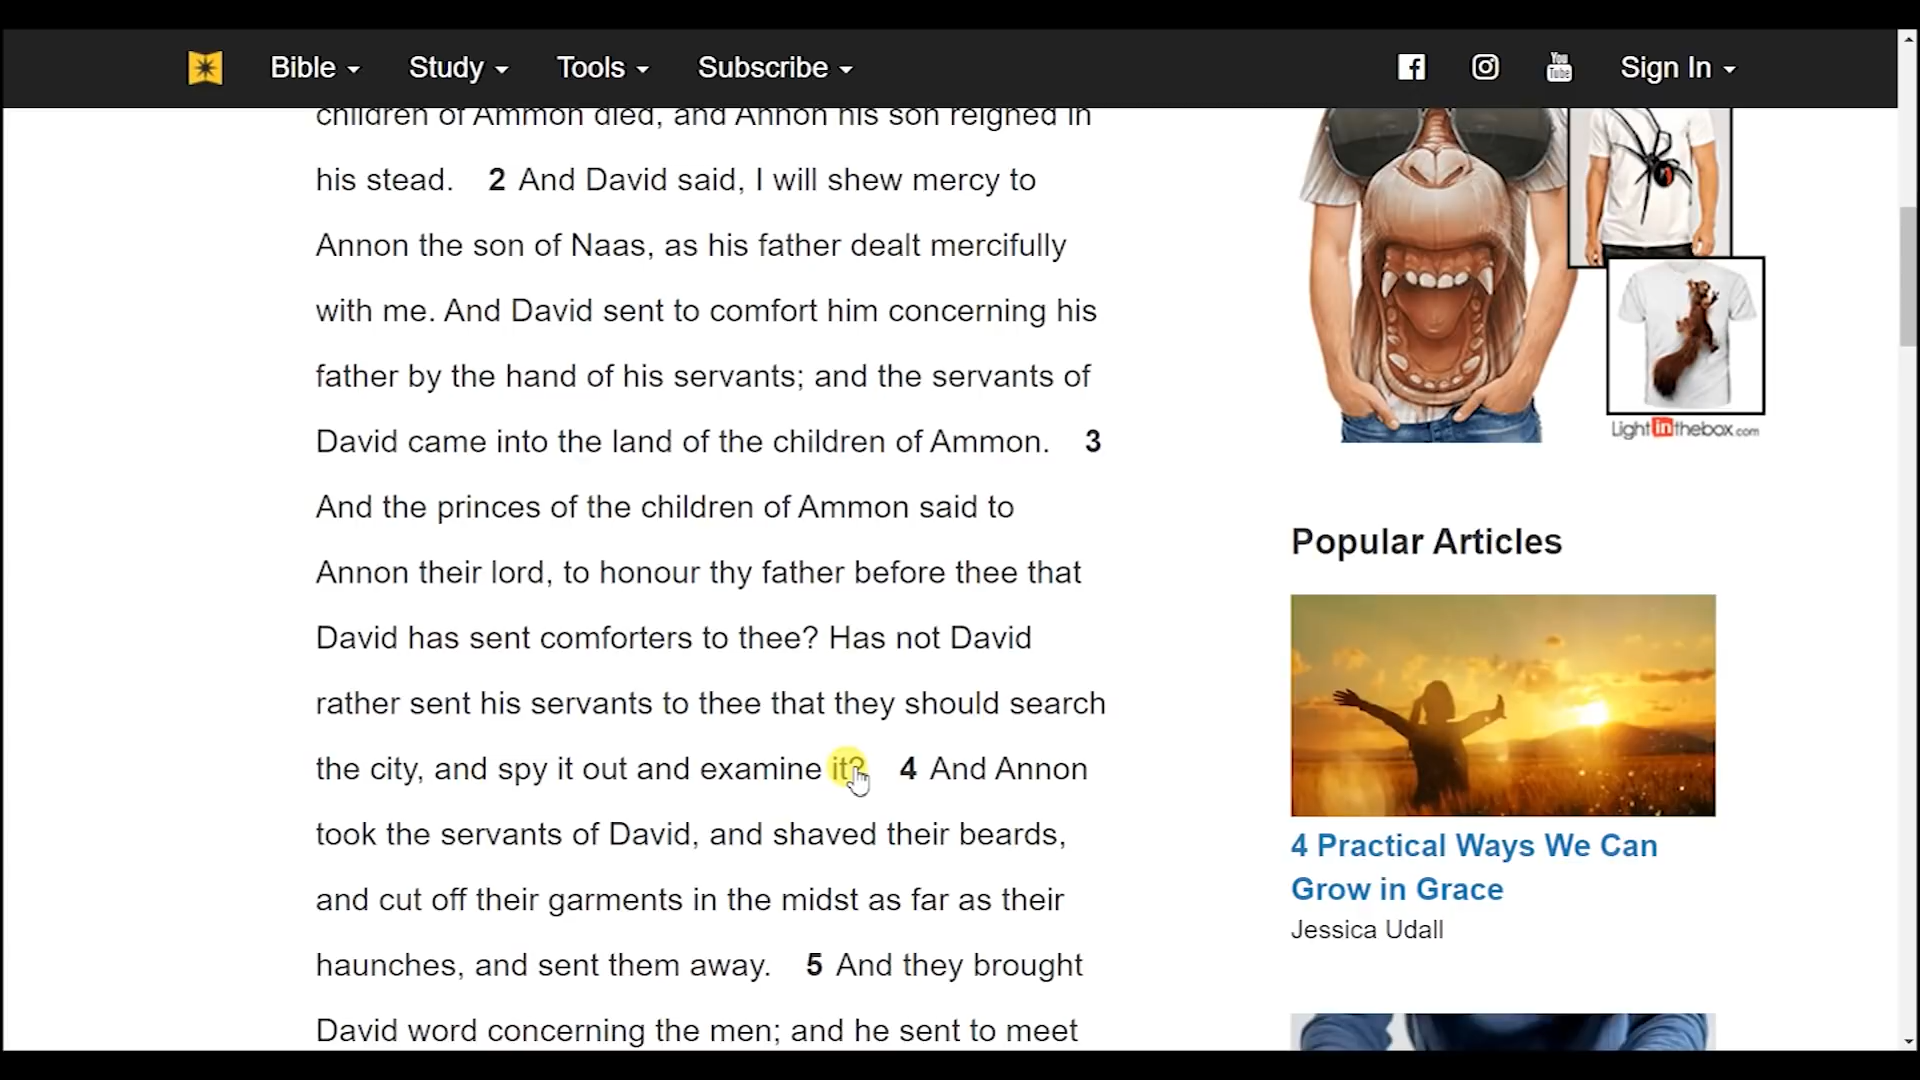 Bible
Study
Tools
Subscribe
You
Tube
Sign In
children of Ammon died, and Annon his son reigned in
his stead. 2 And David said, I will shew mercy to
Annon the son of Naas, as his father dealt mercifully
with me. And David sent to comfort him concerning his
father by the hand of his servants; and the servants of
David came into the land of the children of Ammon. 3
And the princes of the children of Ammon said to
Annon their lord, to honour thy father before thee that
David has sent comforters to thee? Has not David
rather sent his servants to thee that they should search
the city, and spy it out and examine it? 4 And Annon
took the servants of David, and shaved their beards,
and cut off their garments in the midst as far as their
haunches, and sent them away. 5 And they brought
David word concerning the men; and he sent to meet
Lightinthebox.com
Popular Articles
4 Practical Ways We Can
Grow in Grace
Jessica Udall